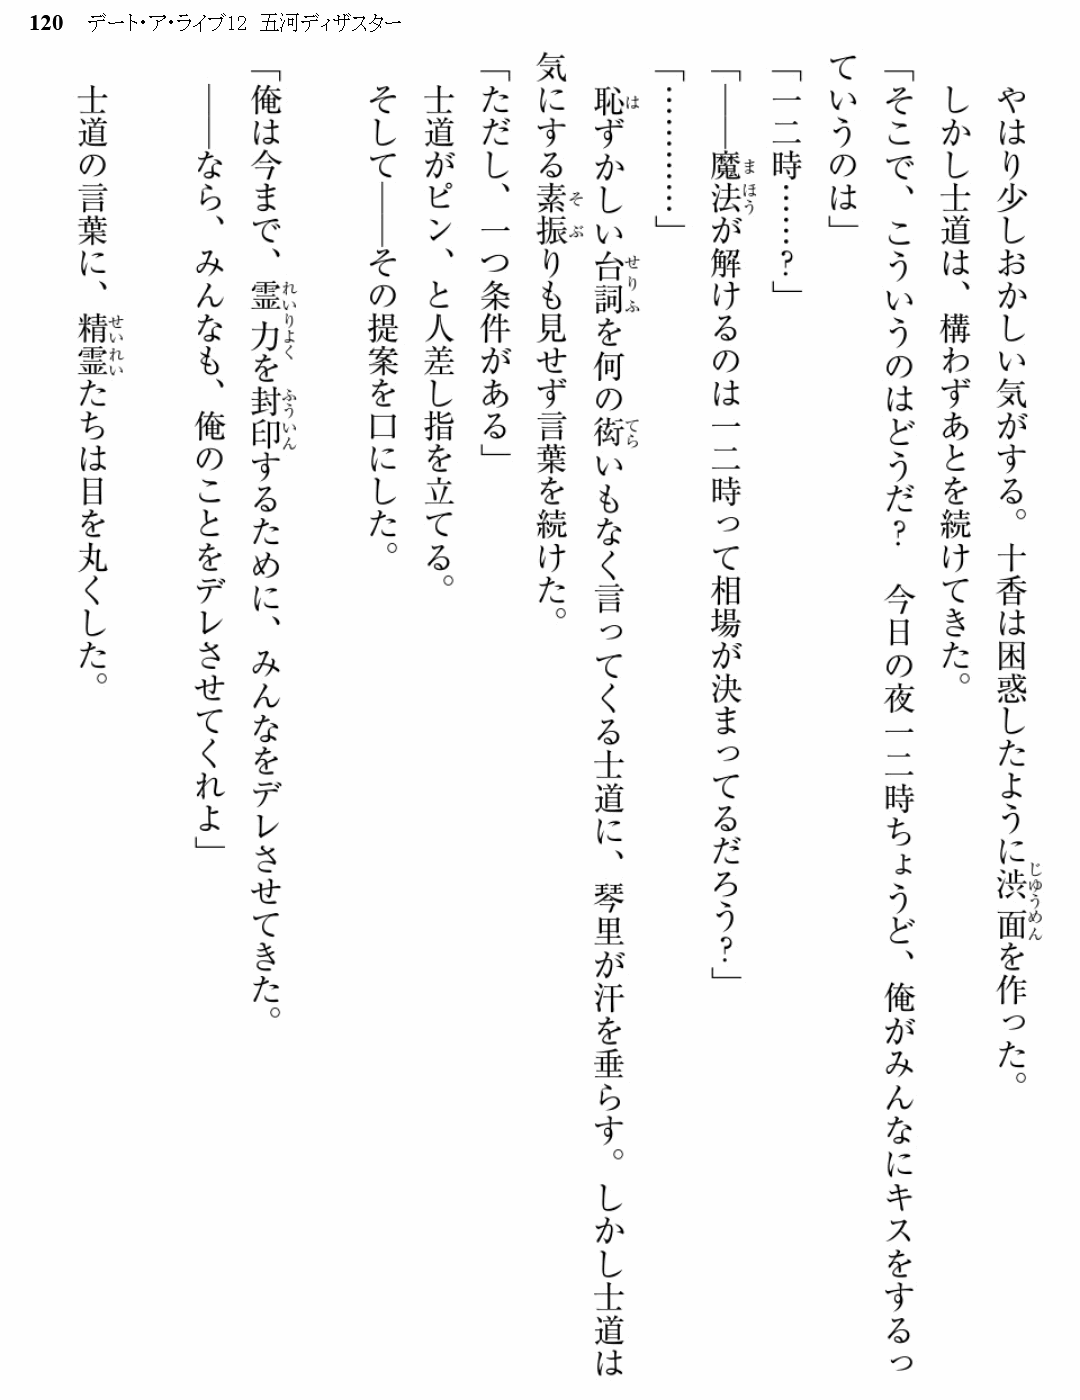 120　デート・ア・ライブ12　五河ディザスター
やはり少しおかしい気がする。十香は困惑したように渋面を作った。
しかし士道は、構わずあとを続けてきた。
「そこで、こういうのはどうだ？　今日の夜一二時ちょうど、俺がみんなにキスをするっ
ていうのは」
「一二時……？」
「――魔法が解けるのは一二時って相場が決まってるだろう？」
「…………」
恥ずかしい台詞を何の衒いもなく言ってくる士道に、琴里が汗を垂らす。しかし士道は
気にする素振りも見せず言葉を続けた。
「ただし、一つ条件がある」
士道がピン、と人差し指を立てる。
そして――その提案を口にした。
「俺は今まで、霊力を封印するために、みんなをデレさせてきた。
――なら、みんなも、俺のことをデレさせてくれよ」
士道の言葉に、精霊たちは目を丸くした。